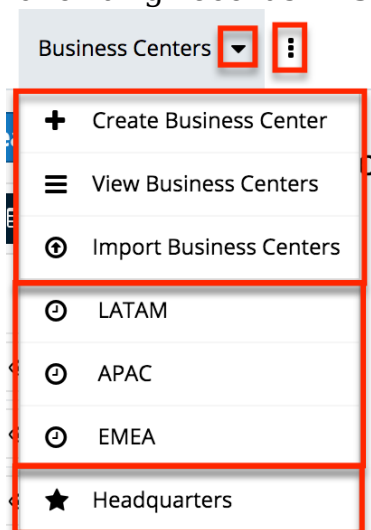 Business Centers
Create Business Center
View Business Centers
Import Business Centers
LATAM
APAC
EMEA
Headquarters